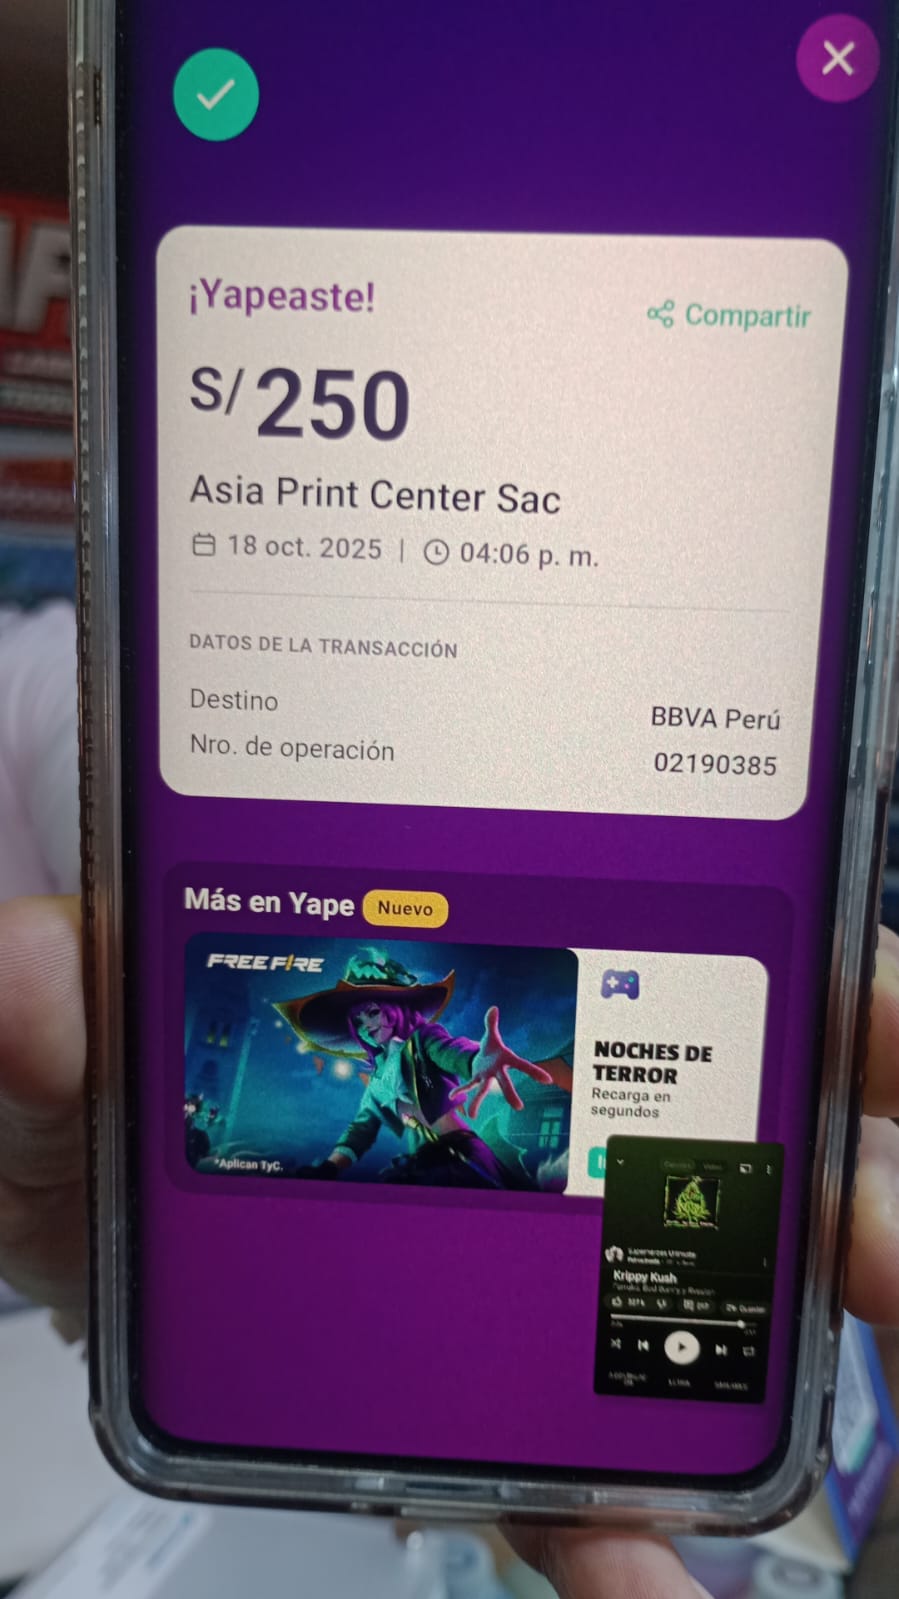 ¡Yapeaste!
Compartir
S/ 250
Asia Print Center Sac
18 oct. 2025 | 04:06 p. m.
DATOS DE LA TRANSACCIÓN
Destino BBVA Perú
Nro. de operación 02190385
Más en Yape Nuevo
FREE FIRE
NOCHES DE
TERROR
Recarga en
segundos
*Aplican TyC.
Krippy Kush